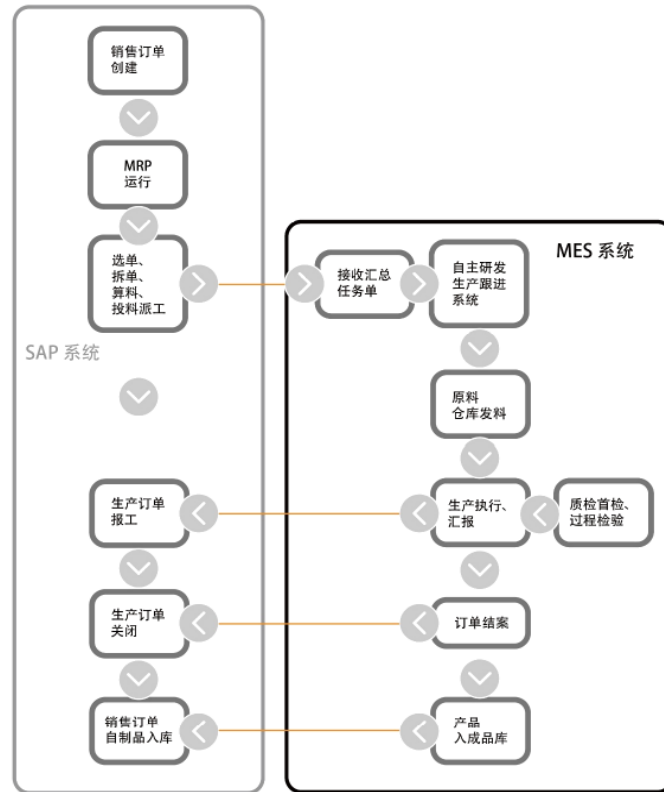 销售订单
创建
MRP
运行
选单、
拆单、
算料、
投料派工
SAP 系统
生产订单
报工
生产订单
关闭
销售订单
自制品入库
MES 系统
接收汇总
任务单
自主研发
生产跟进
系统
原料
仓库发料
生产执行、
汇报
质检首检、
过程检验
订单结案
产品
入成品库